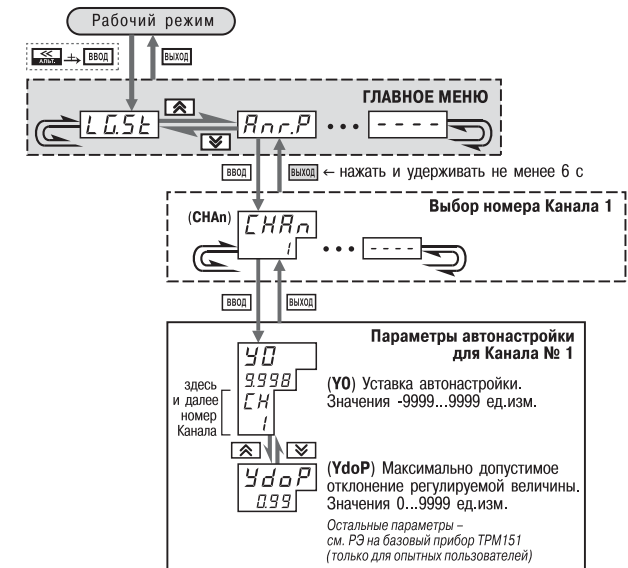 Рабочий режим
≪ АЛЬТ. ВВОД ВЫХОД
ГЛАВНОЕ МЕНЮ
LG.St Anr.P • • • - - - -
ВВОД ВЫХОД ← нажать и удерживать не менее 6 с
Выбор номера Канала 1
(CHAn) CHAn
1 • • • - - - -
ВВОД ВЫХОД
Параметры автонастройки
для Канала № 1
Y0
9.998
CH
1
здесь
и далее
номер
Канала
(Y0) Уставка автонастройки.
Значения -9999...9999 ед.изм.
YdoP
0.99
(YdoP) Максимально допустимое
отклонение регулируемой величины.
Значения 0...9999 ед.изм.
Остальные параметры –
см. РЭ на базовый прибор ТРМ151
(только для опытных пользователей)